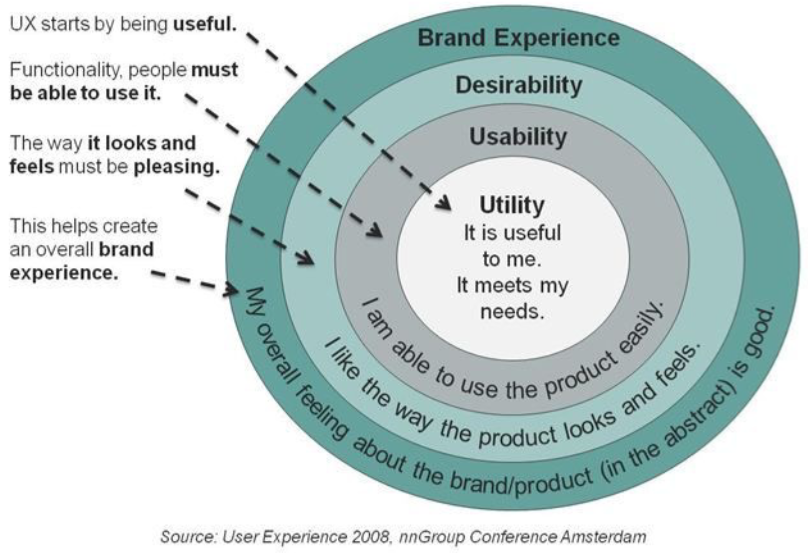 UX starts by being useful.
Functionality, people must
be able to use it.
The way it looks and
feels must be pleasing.
This helps create
an overall brand
experience.
Brand Experience
Desirability
Usability
Utility
It is useful
to me.
It meets my
needs.
I am able to use the product easily.
I like the way the product looks and feels.
My overall feeling about the brand/product (in the abstract) is good.
Source: User Experience 2008, nnGroup Conference Amsterdam